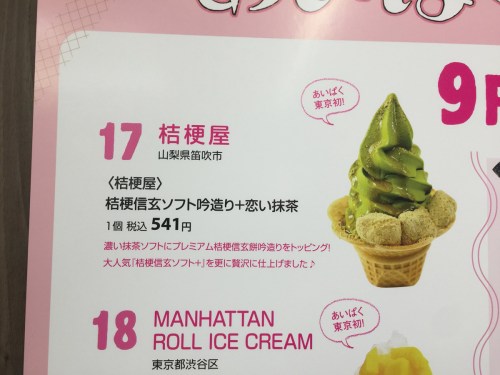 9
あいぱく
東京初!
17 桔梗屋
山梨県笛吹市
〈桔梗屋〉
桔梗信玄ソフト吟造り+恋い抹茶
1個 税込 541円
濃い抹茶ソフトにプレミアム桔梗信玄餅吟造りをトッピング!
大人気『桔梗信玄ソフト+』を更に贅沢に仕上げました♪
あいぱく
東京初!
18 MANHATTAN
ROLL ICE CREAM
東京都渋谷区